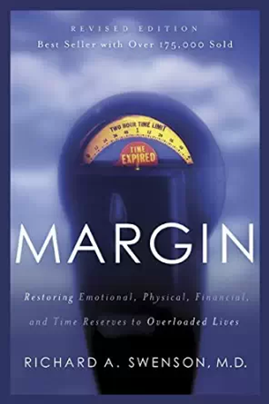 REVISED EDITION
Best Seller with Over 175,000 Sold
TWO HOUR TIME LIMIT
TIME
EXPIRED
MARGIN
Restoring Emotional, Physical, Financial,
and Time Reserves to Overloaded Lives
RICHARD A. SWENSON, M.D.